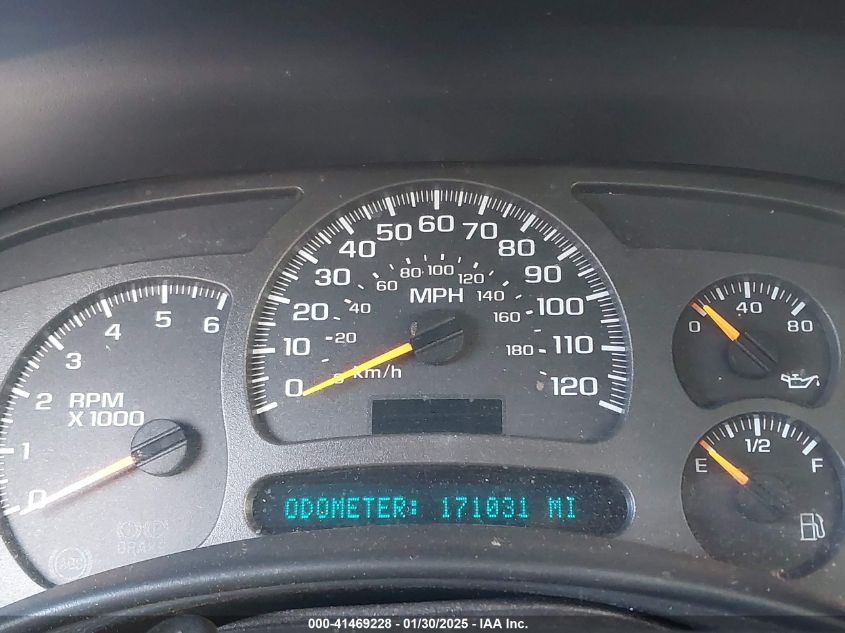 0 1 2 3 4 5 6
RPM
X 1000
BRAKE
0 10 20 30 40 50 60 70 80 90 100 110 120
20 40 60 80 100 120 140 160 180
MPH
km/h
0 40 80
E 1/2 F
ODOMETER: 171031 MI
000-41469228 - 01/30/2025 - IAA Inc.